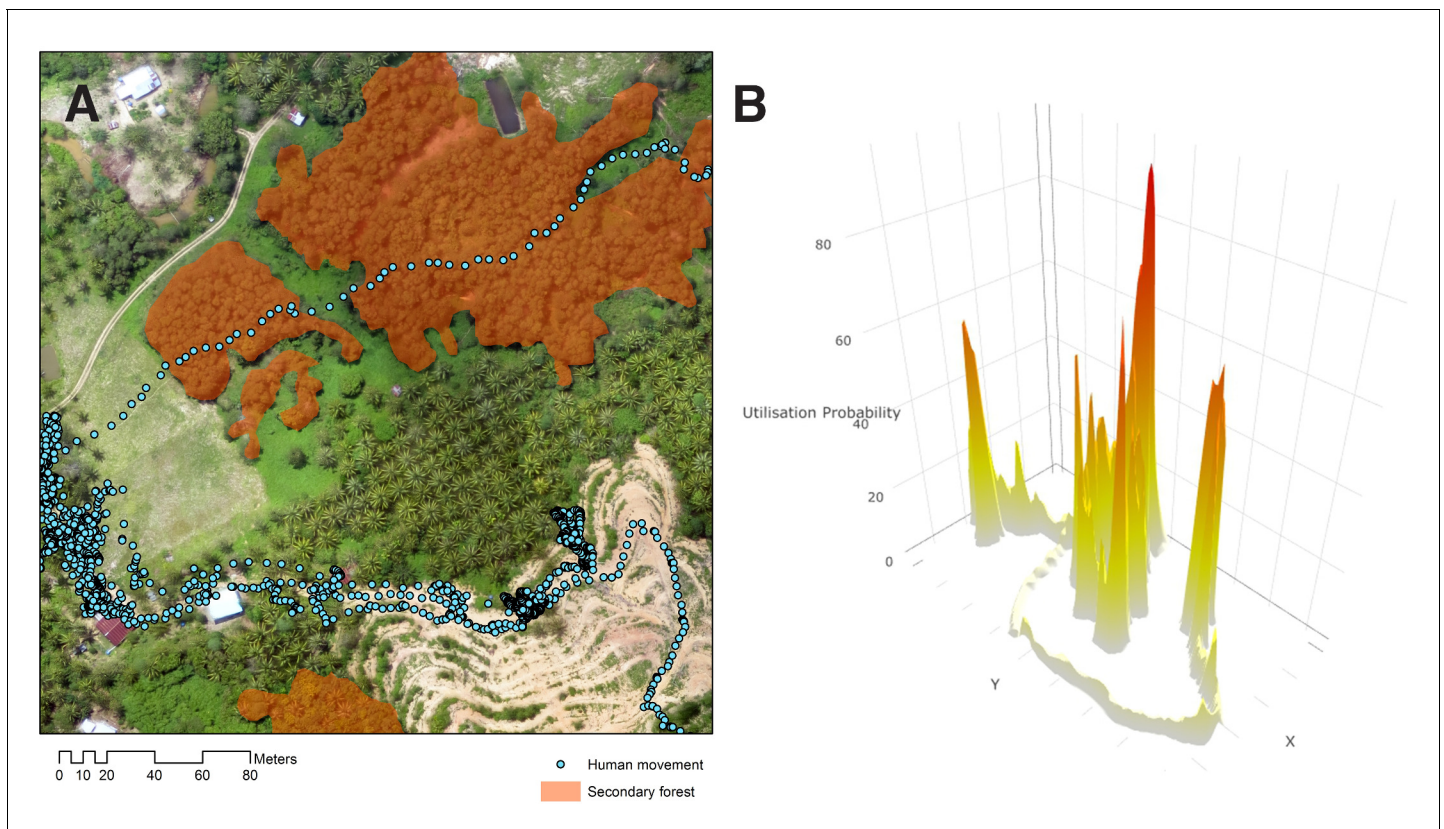 A
B
80
60
Utilisation Probability
40
20
0
Y
X
Meters
0 10 20 40 60 80
Human movement
Secondary forest